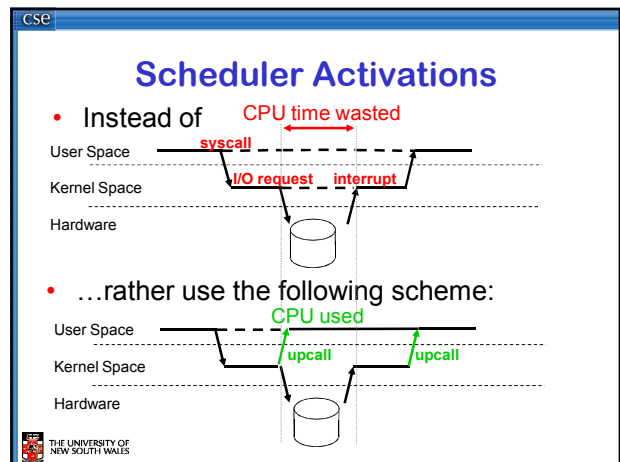 cse
Scheduler Activations
• Instead of
CPU time wasted
syscall
User Space
I/O request interrupt
Kernel Space
Hardware
• …rather use the following scheme:
CPU used
User Space
upcall upcall
Kernel Space
Hardware
THE UNIVERSITY OF
NEW SOUTH WALES